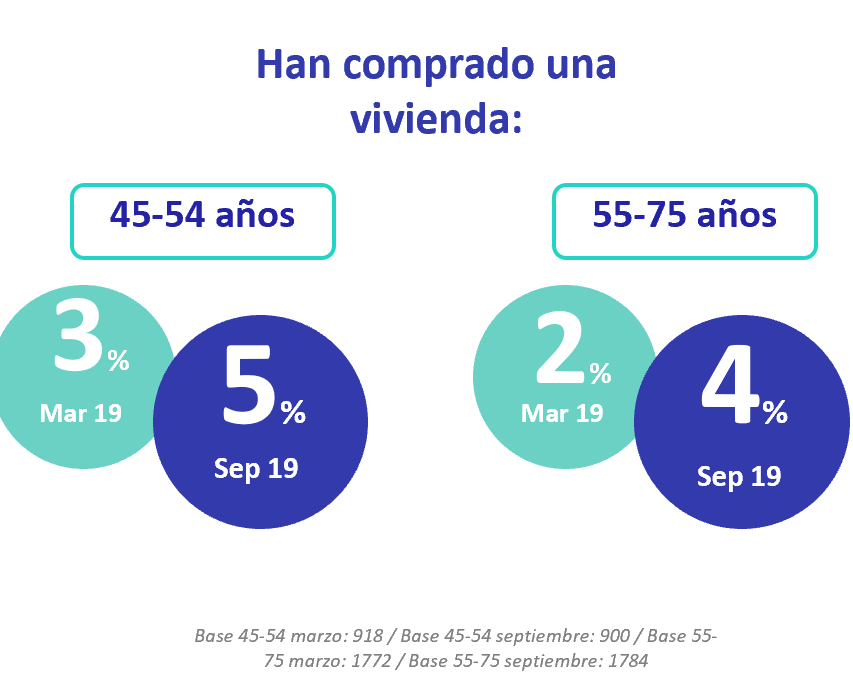 Han comprado una
vivienda:
45-54 años
55-75 años
3%
Mar 19
5%
Sep 19
2%
Mar 19
4%
Sep 19
Base 45-54 marzo: 918 / Base 45-54 septiembre: 900 / Base 55-
75 marzo: 1772 / Base 55-75 septiembre: 1784